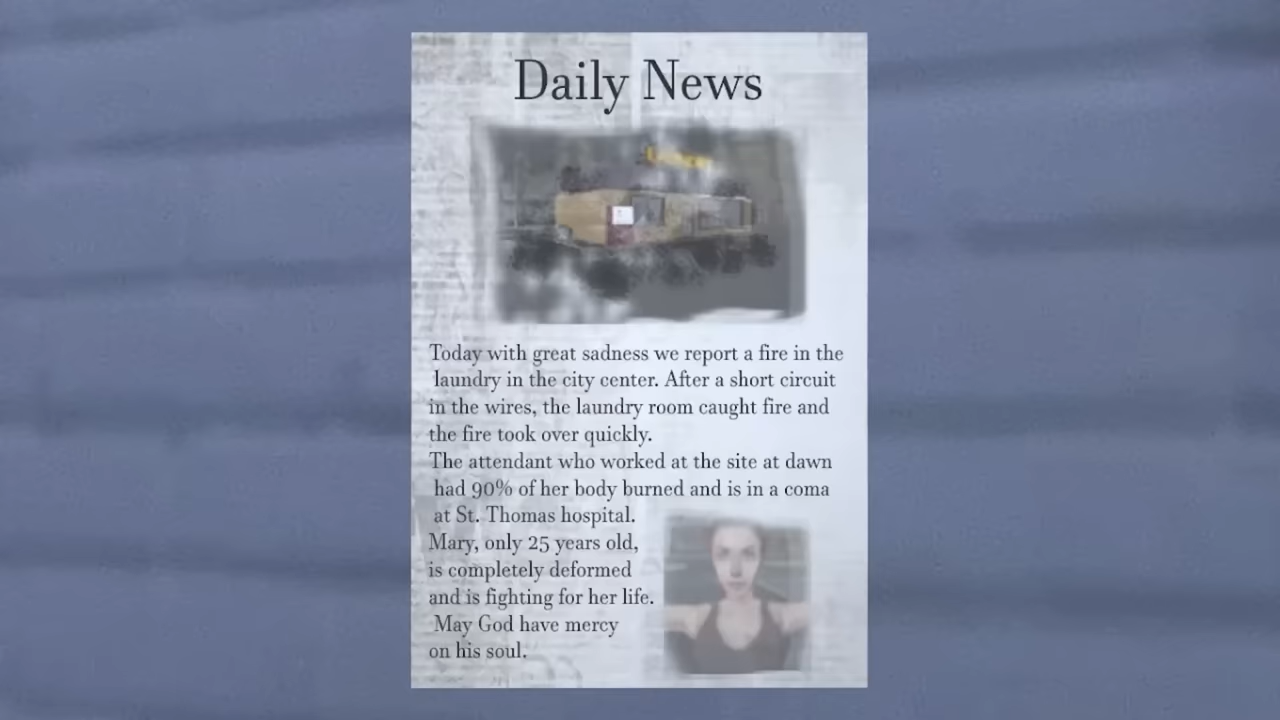 Daily News
Today with great sadness we report a fire in the
laundry in the city center. After a short circuit
in the wires, the laundry room caught fire and
the fire took over quickly.
The attendant who worked at the site at dawn
had 90% of her body burned and is in a coma
at St. Thomas hospital.
Mary, only 25 years old,
is completely deformed
and is fighting for her life.
May God have mercy
on his soul.